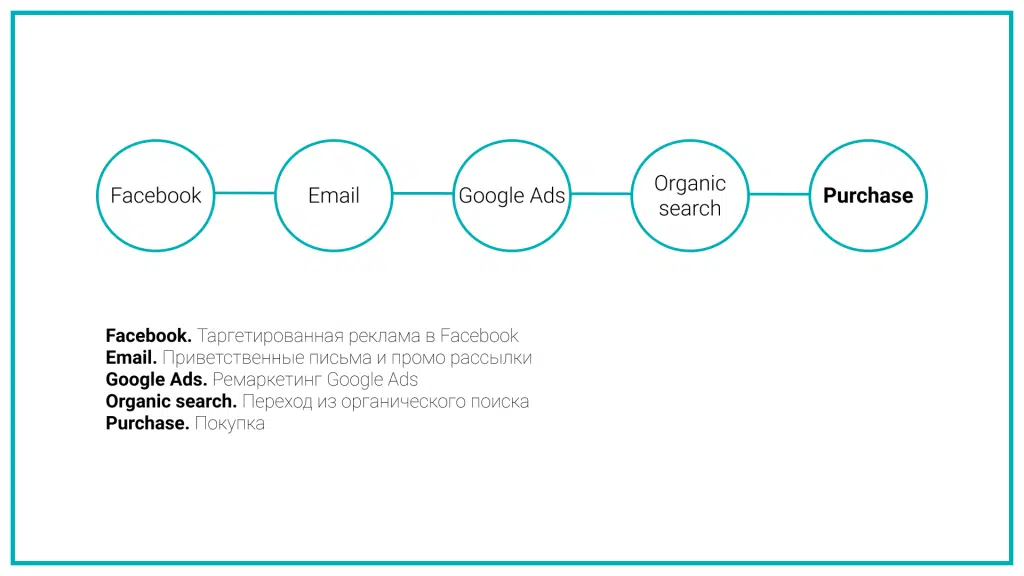 Facebook
Email
Google Ads
Organic
search
Purchase
Facebook. Таргетированная реклама в Facebook
Email. Приветственные письма и промо рассылки
Google Ads. Ремаркетинг Google Ads
Organic search. Переход из органического поиска
Purchase. Покупка